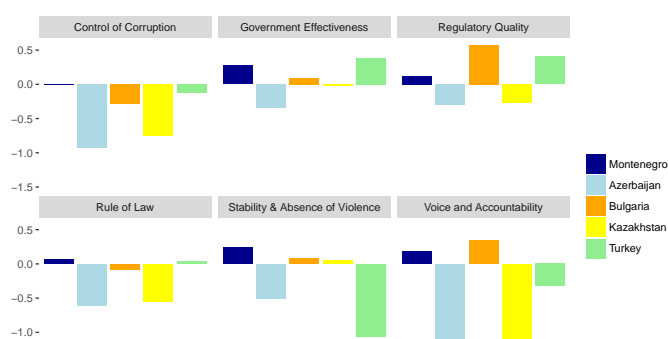 Control of Corruption
Government Effectiveness
Regulatory Quality
0.5
0.0
−0.5
−1.0
−1.5
Rule of Law
Stability & Absence of Violence
Voice and Accountability
0.5
0.0
−0.5
−1.0
Montenegro
Azerbaijan
Bulgaria
Kazakhstan
Turkey